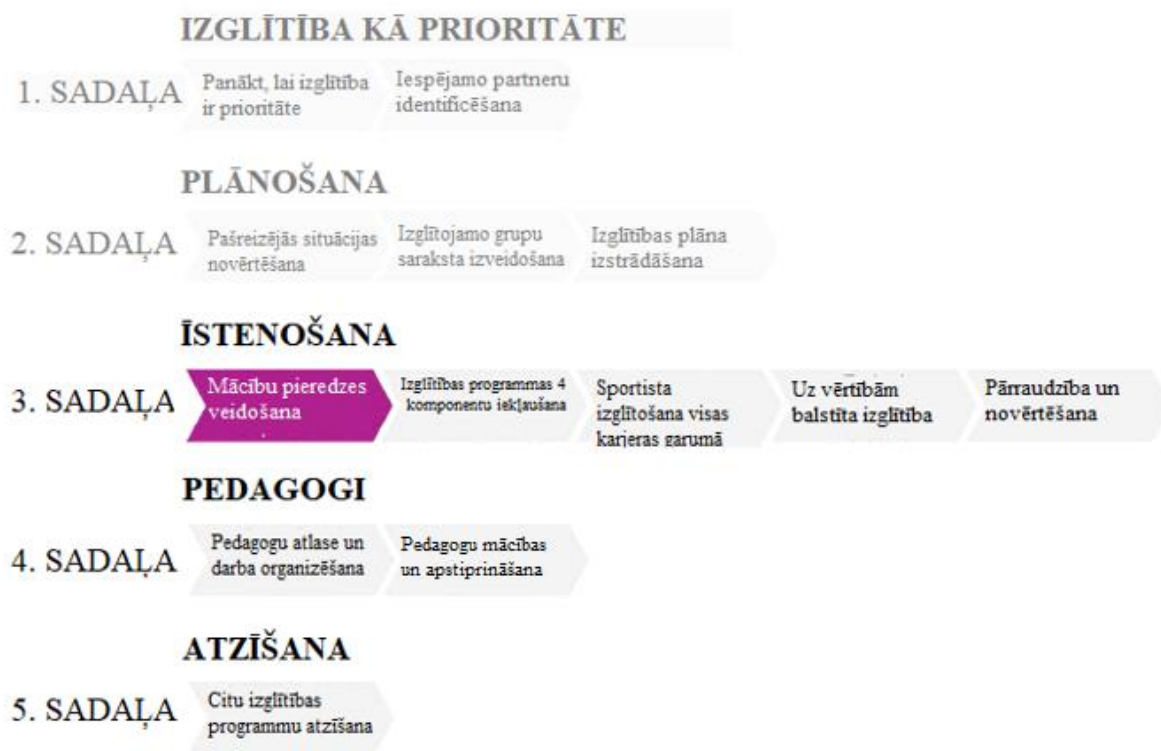 IZGLĪTĪBA KĀ PRIORITĀTE
1. SADAĻA
Panākt, lai izglītība
ir prioritāte
Iespējamo partneru
identificēšana
PLĀNOŠANA
2. SADAĻA
Pašreizējās situācijas
novērtēšana
Izglītojamo grupu
saraksta izveidošana
Izglītības plāna
izstrādāšana
ĪSTENOŠANA
3. SADAĻA
Mācību pieredzes
veidošana
Izglītības programmas 4
komponentu iekļaušana
Sportista
izglītošana visas
karjeras garumā
Uz vērtībām
balstīta izglītība
Pārraudzība un
novērtēšana
PEDAGOGI
4. SADAĻA
Pedagogu atlase un
darba organizēšana
Pedagogu mācības
un apstiprināšana
ATZĪŠANA
5. SADAĻA
Citu izglītības
programmu atzīšana